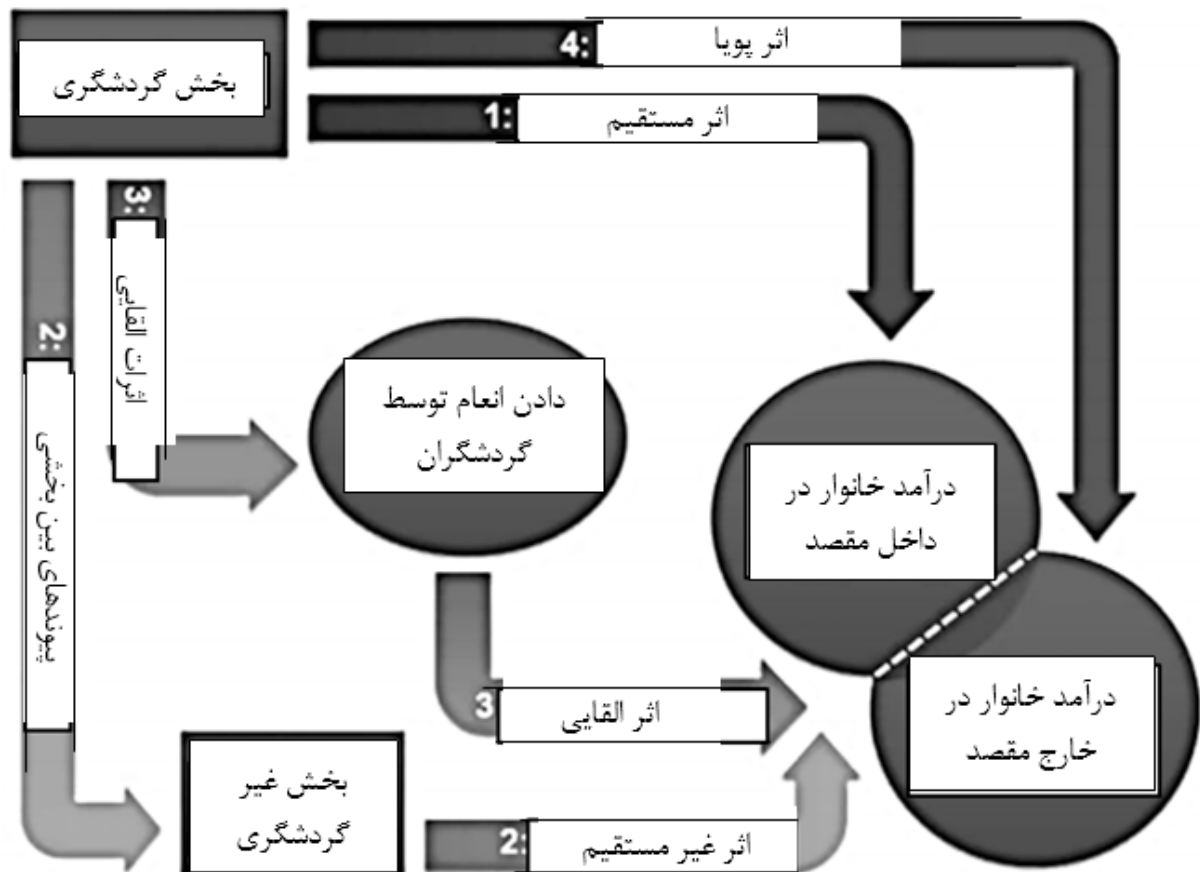 بخش گردشگری
4:
اثر پویا
1:
اثر مستقیم
3:
اثرات القایی
2:
پیوندهای بین بخشی
دادن انعام توسط
گردشگران
درآمد خانوار در
داخل مقصد
درآمد خانوار در
خارج مقصد
3
اثر القایی
بخش غیر
گردشگری
2:
اثر غیر مستقیم